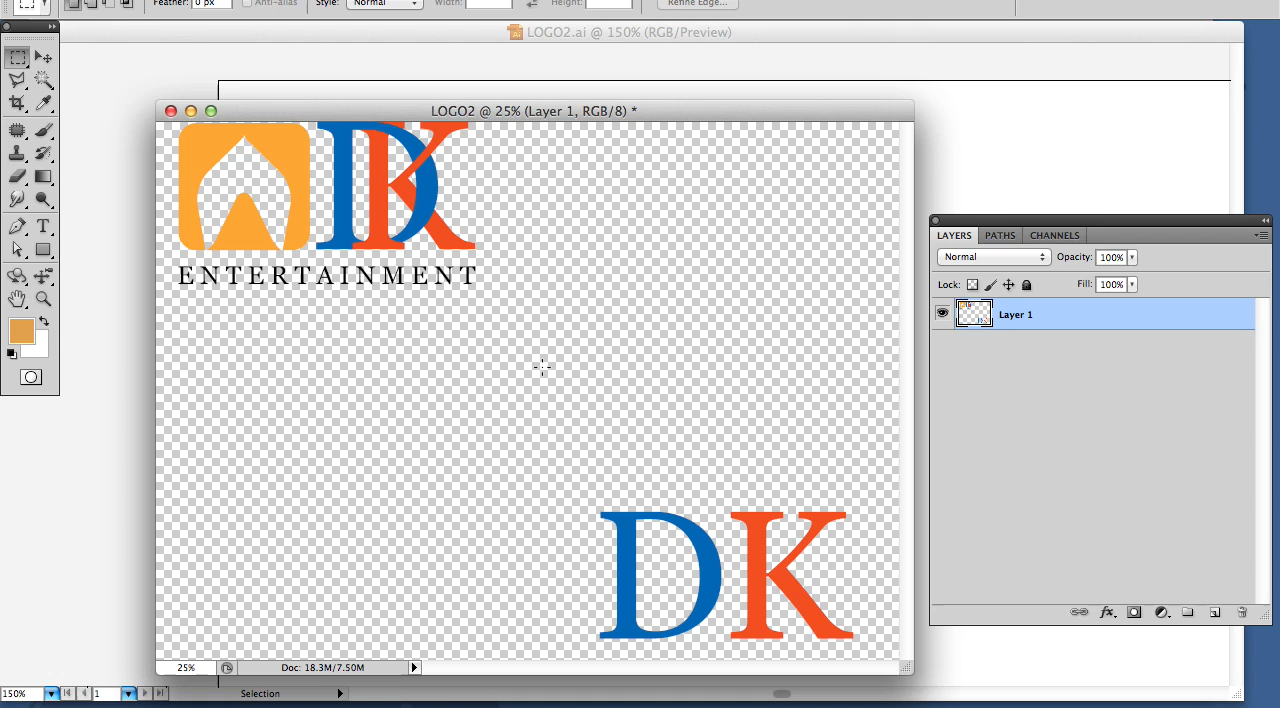 Feather: 0 px Anti-alias Style: Normal Width: Height: Refine Edge...
LOGO2.ai @ 150% (RGB/Preview)
LOGO2 @ 25% (Layer 1, RGB/8) *
DK
ENTERTAINMENT
LAYERS PATHS CHANNELS
Normal Opacity: 100%
Lock: Fill: 100%
Layer 1
DK
25% Doc: 18.3M/7.50M
150% 1 Selection